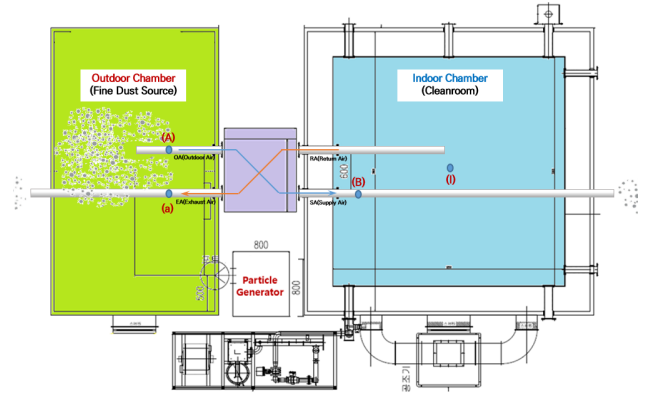 Outdoor Chamber
(Fine Dust Source)
Indoor Chamber
(Cleanroom)
(A)
OA(Outdoor Air)
RA(Return Air)
600
(I)
(a)
EA(Exhaust Air)
SA(Supply Air)
(B)
800
Particle
Generator
800
500
공조기